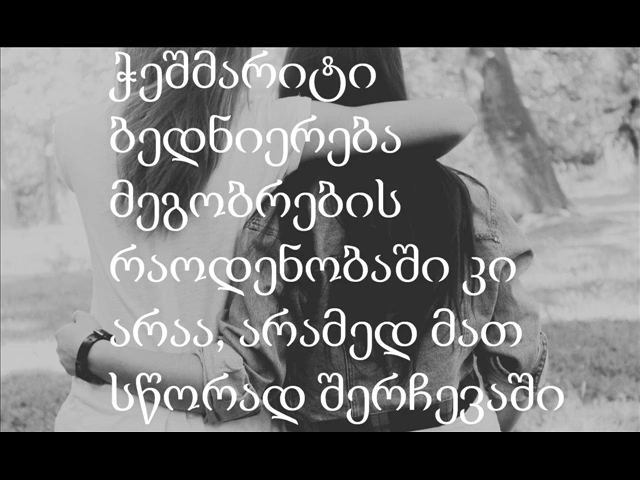 ჭეშმარიტი
ბედნიერება
მეგობრების
რაოდენობაში კი
არაა, არამედ მათ
სწორად შერჩევაში